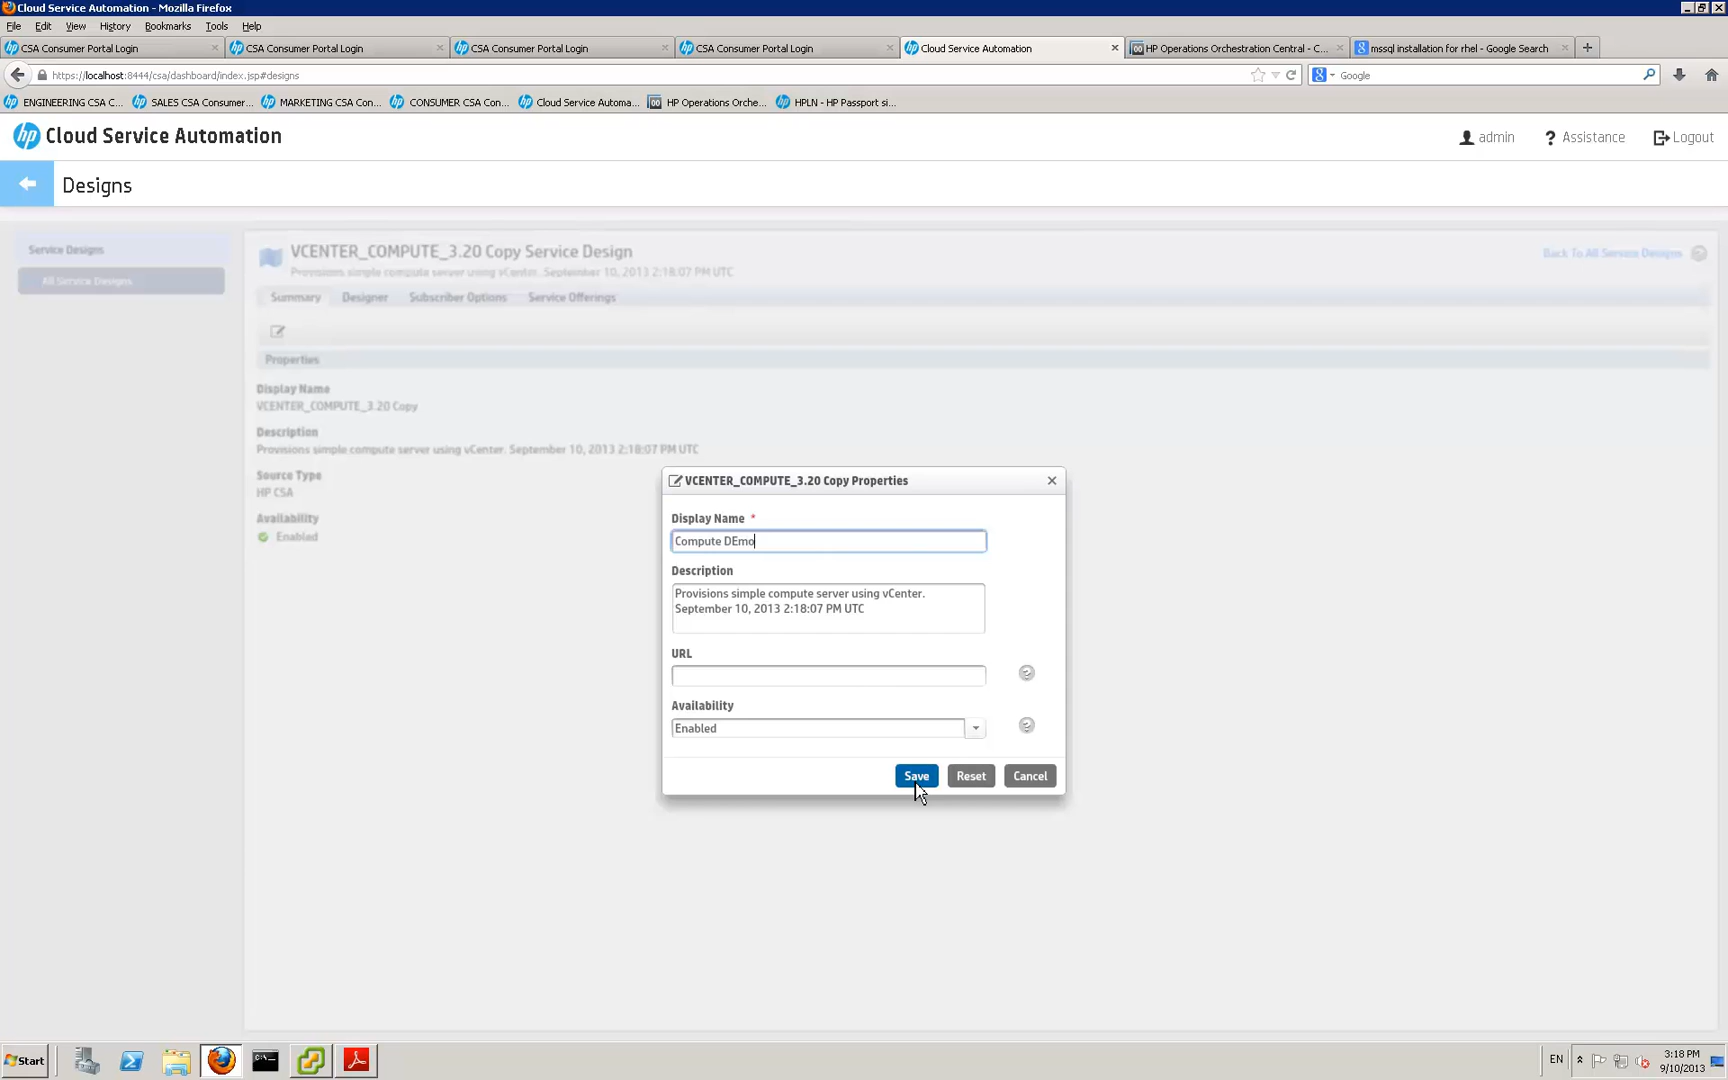 Cloud Service Automation - Mozilla Firefox
File Edit View History Bookmarks Tools Help
CSA Consumer Portal Login CSA Consumer Portal Login CSA Consumer Portal Login CSA Consumer Portal Login Cloud Service Automation HP Operations Orchestration Central - C... mssql installation for rhel - Google Search
https://localhost:8444/csa/dashboard/index.jsp#designs Google
ENGINEERING CSA C... SALES CSA Consumer... MARKETING CSA Con... CONSUMER CSA Con... Cloud Service Automa... HP Operations Orche... HPLN - HP Passport si...
hp Cloud Service Automation admin ? Assistance Logout
Designs
Service Designs
All Service Designs
VCENTER_COMPUTE_3.20 Copy Service Design
Provisions simple compute server using vCenter. September 10, 2013 2:18:07 PM UTC
Back To All Service Designs
Summary Designer Subscriber Options Service Offerings
Properties
Display Name
VCENTER_COMPUTE_3.20 Copy
Description
Provisions simple compute server using vCenter. September 10, 2013 2:18:07 PM UTC
Source Type
HP CSA
Availability
Enabled
VCENTER_COMPUTE_3.20 Copy Properties
Display Name *
Compute DEmo
Description
Provisions simple compute server using vCenter.
September 10, 2013 2:18:07 PM UTC
URL
Availability
Enabled
Save Reset Cancel
Start
EN
3:18 PM
9/10/2013